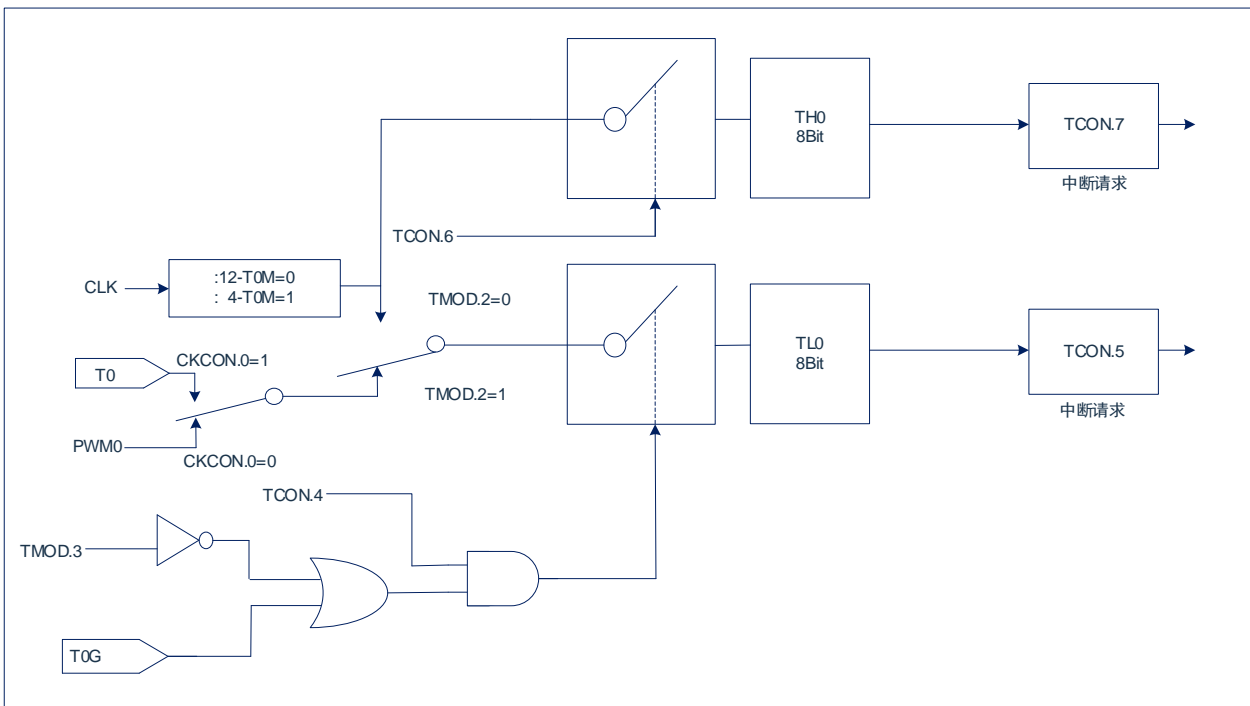 TH0
8Bit
TCON.7
中断请求
TCON.6
CLK
:12-T0M=0
: 4-T0M=1
TMOD.2=0
TL0
8Bit
TCON.5
中断请求
T0
CKCON.0=1
TMOD.2=1
PWM0
CKCON.0=0
TCON.4
TMOD.3
T0G